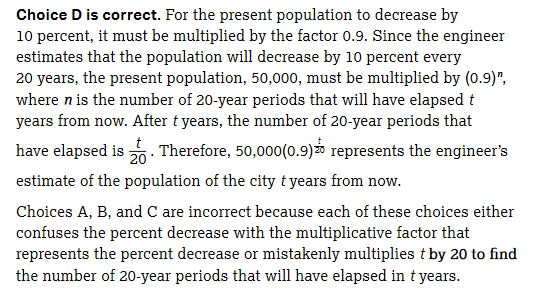 Choice D is correct. For the present population to decrease by
10 percent, it must be multiplied by the factor 0.9. Since the engineer
estimates that the population will decrease by 10 percent every
20 years, the present population, 50,000, must be multiplied by (0.9)ⁿ,
where n is the number of 20-year periods that will have elapsed t
years from now. After t years, the number of 20-year periods that
have elapsed is t/20. Therefore, 50,000(0.9)^(t/20) represents the engineer’s
estimate of the population of the city t years from now.
Choices A, B, and C are incorrect because each of these choices either
confuses the percent decrease with the multiplicative factor that
represents the percent decrease or mistakenly multiplies t by 20 to find
the number of 20-year periods that will have elapsed in t years.